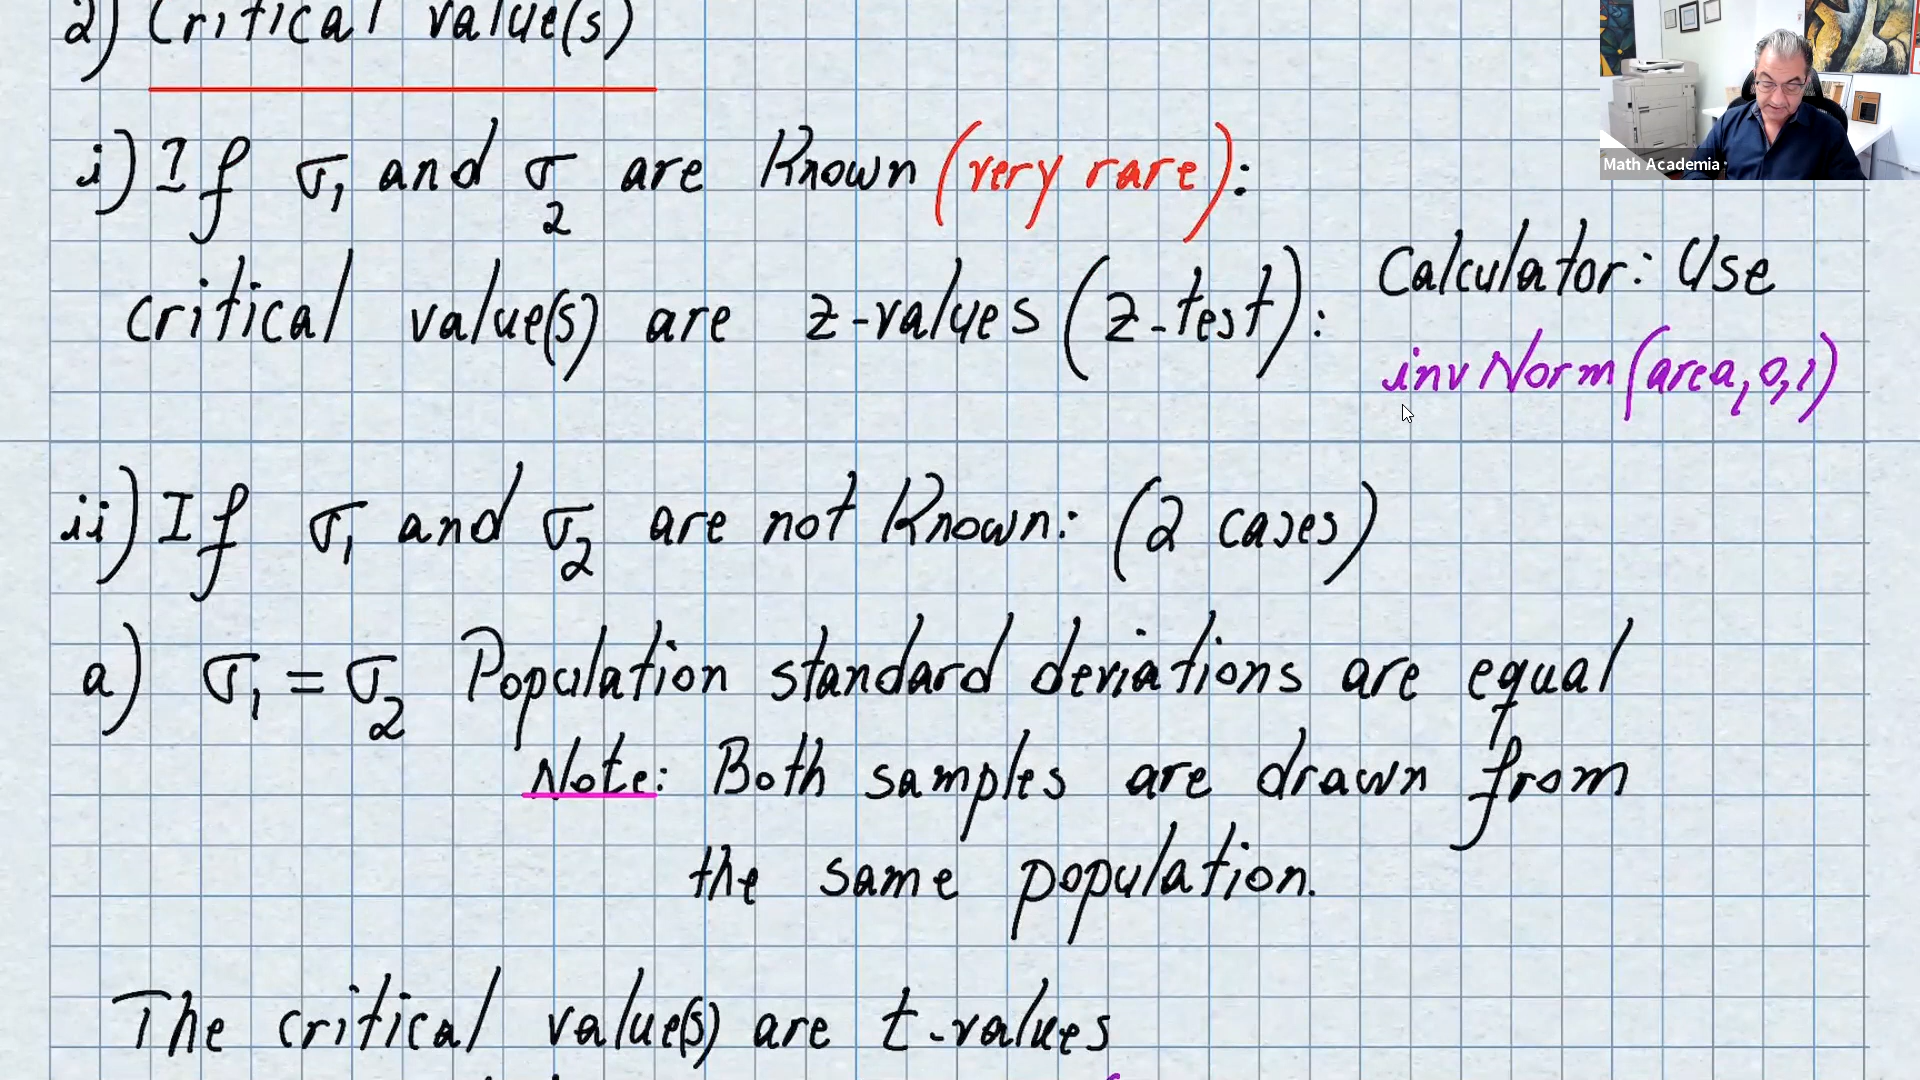 2) Critical value(s)
i) If σ₁ and σ₂ are Known (very rare):
critical value(s) are z-values (z-test):
Calculator: Use
invNorm(area,0,1)
ii) If σ₁ and σ₂ are not Known: (2 cases)
a) σ₁ = σ₂ Population standard deviations are equal
Note: Both samples are drawn from
the same population.
The critical value(s) are t-values
Math Academia